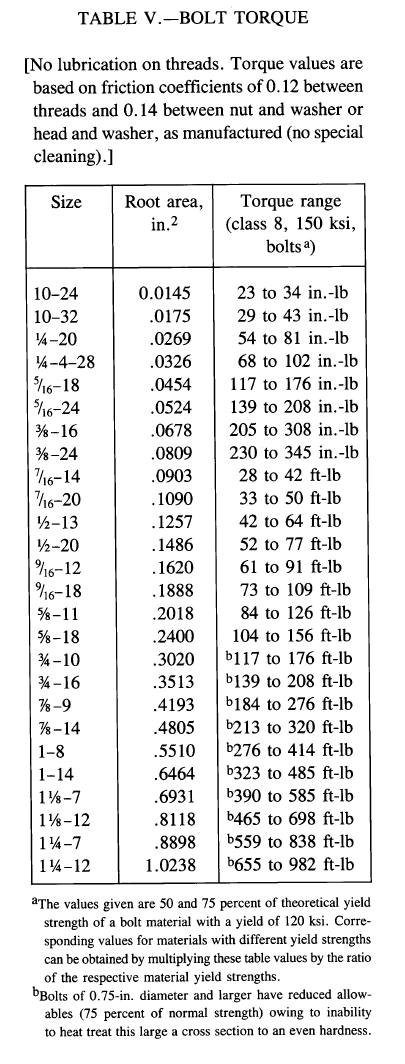 TABLE V.—BOLT TORQUE
[No lubrication on threads. Torque values are
based on friction coefficients of 0.12 between
threads and 0.14 between nut and washer or
head and washer, as manufactured (no special
cleaning).]
Size Root area, Torque range
in.² (class 8, 150 ksi,
bolts ᵃ)
10–24 0.0145 23 to 34 in.-lb
10–32 .0175 29 to 43 in.-lb
¼–20 .0269 54 to 81 in.-lb
¼–4–28 .0326 68 to 102 in.-lb
5/16–18 .0454 117 to 176 in.-lb
5/16–24 .0524 139 to 208 in.-lb
⅜–16 .0678 205 to 308 in.-lb
⅜–24 .0809 230 to 345 in.-lb
7/16–14 .0903 28 to 42 ft-lb
7/16–20 .1090 33 to 50 ft-lb
½–13 .1257 42 to 64 ft-lb
½–20 .1486 52 to 77 ft-lb
9/16–12 .1620 61 to 91 ft-lb
9/16–18 .1888 73 to 109 ft-lb
⅝–11 .2018 84 to 126 ft-lb
⅝–18 .2400 104 to 156 ft-lb
¾–10 .3020 ᵇ117 to 176 ft-lb
¾–16 .3513 ᵇ139 to 208 ft-lb
⅞–9 .4193 ᵇ184 to 276 ft-lb
⅞–14 .4805 ᵇ213 to 320 ft-lb
1–8 .5510 ᵇ276 to 414 ft-lb
1–14 .6464 ᵇ323 to 485 ft-lb
1⅛–7 .6931 ᵇ390 to 585 ft-lb
1⅛–12 .8118 ᵇ465 to 698 ft-lb
1¼–7 .8898 ᵇ559 to 838 ft-lb
1¼–12 1.0238 ᵇ655 to 982 ft-lb
ᵃThe values given are 50 and 75 percent of theoretical yield
strength of a bolt material with a yield of 120 ksi. Corre-
sponding values for materials with different yield strengths
can be obtained by multiplying these table values by the ratio
of the respective material yield strengths.
ᵇBolts of 0.75-in. diameter and larger have reduced allow-
ables (75 percent of normal strength) owing to inability
to heat treat this large a cross section to an even hardness.